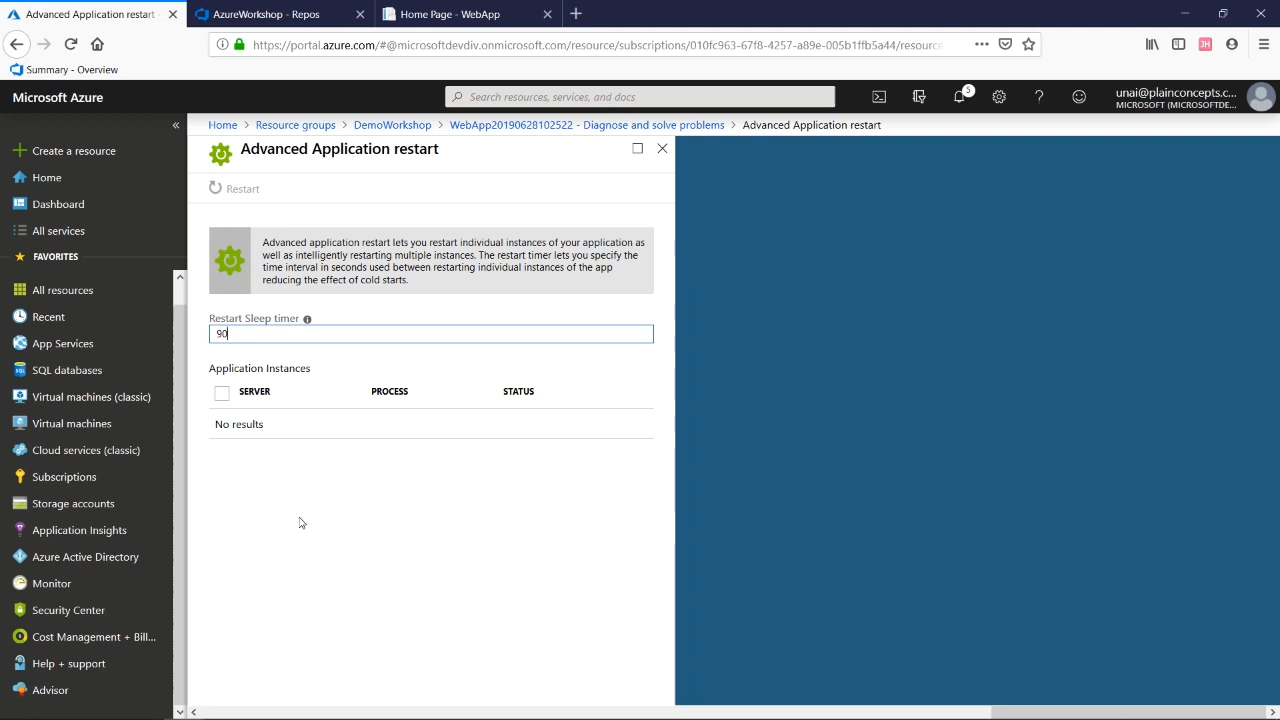 Advanced Application restart
AzureWorkshop - Repos
Home Page - WebApp
https://portal.azure.com/#@microsoftdevdiv.onmicrosoft.com/resource/subscriptions/010fc963-67f8-4257-a89e-005b1ffb5a44/resource
Summary - Overview
Microsoft Azure
Search resources, services, and docs
5
unai@plainconcepts.c...
MICROSOFT (MICROSOFTDE...
Home > Resource groups > DemoWorkshop > WebApp20190628102522 - Diagnose and solve problems > Advanced Application restart
Create a resource
Home
Dashboard
All services
FAVORITES
All resources
Recent
App Services
SQL databases
Virtual machines (classic)
Virtual machines
Cloud services (classic)
Subscriptions
Storage accounts
Application Insights
Azure Active Directory
Monitor
Security Center
Cost Management + Bill...
Help + support
Advisor
Advanced Application restart
Restart
Advanced application restart lets you restart individual instances of your application as
well as intelligently restarting multiple instances. The restart timer lets you specify the
time interval in seconds used between restarting individual instances of the app
reducing the effect of cold starts.
Restart Sleep timer
90
Application Instances
SERVER PROCESS STATUS
No results